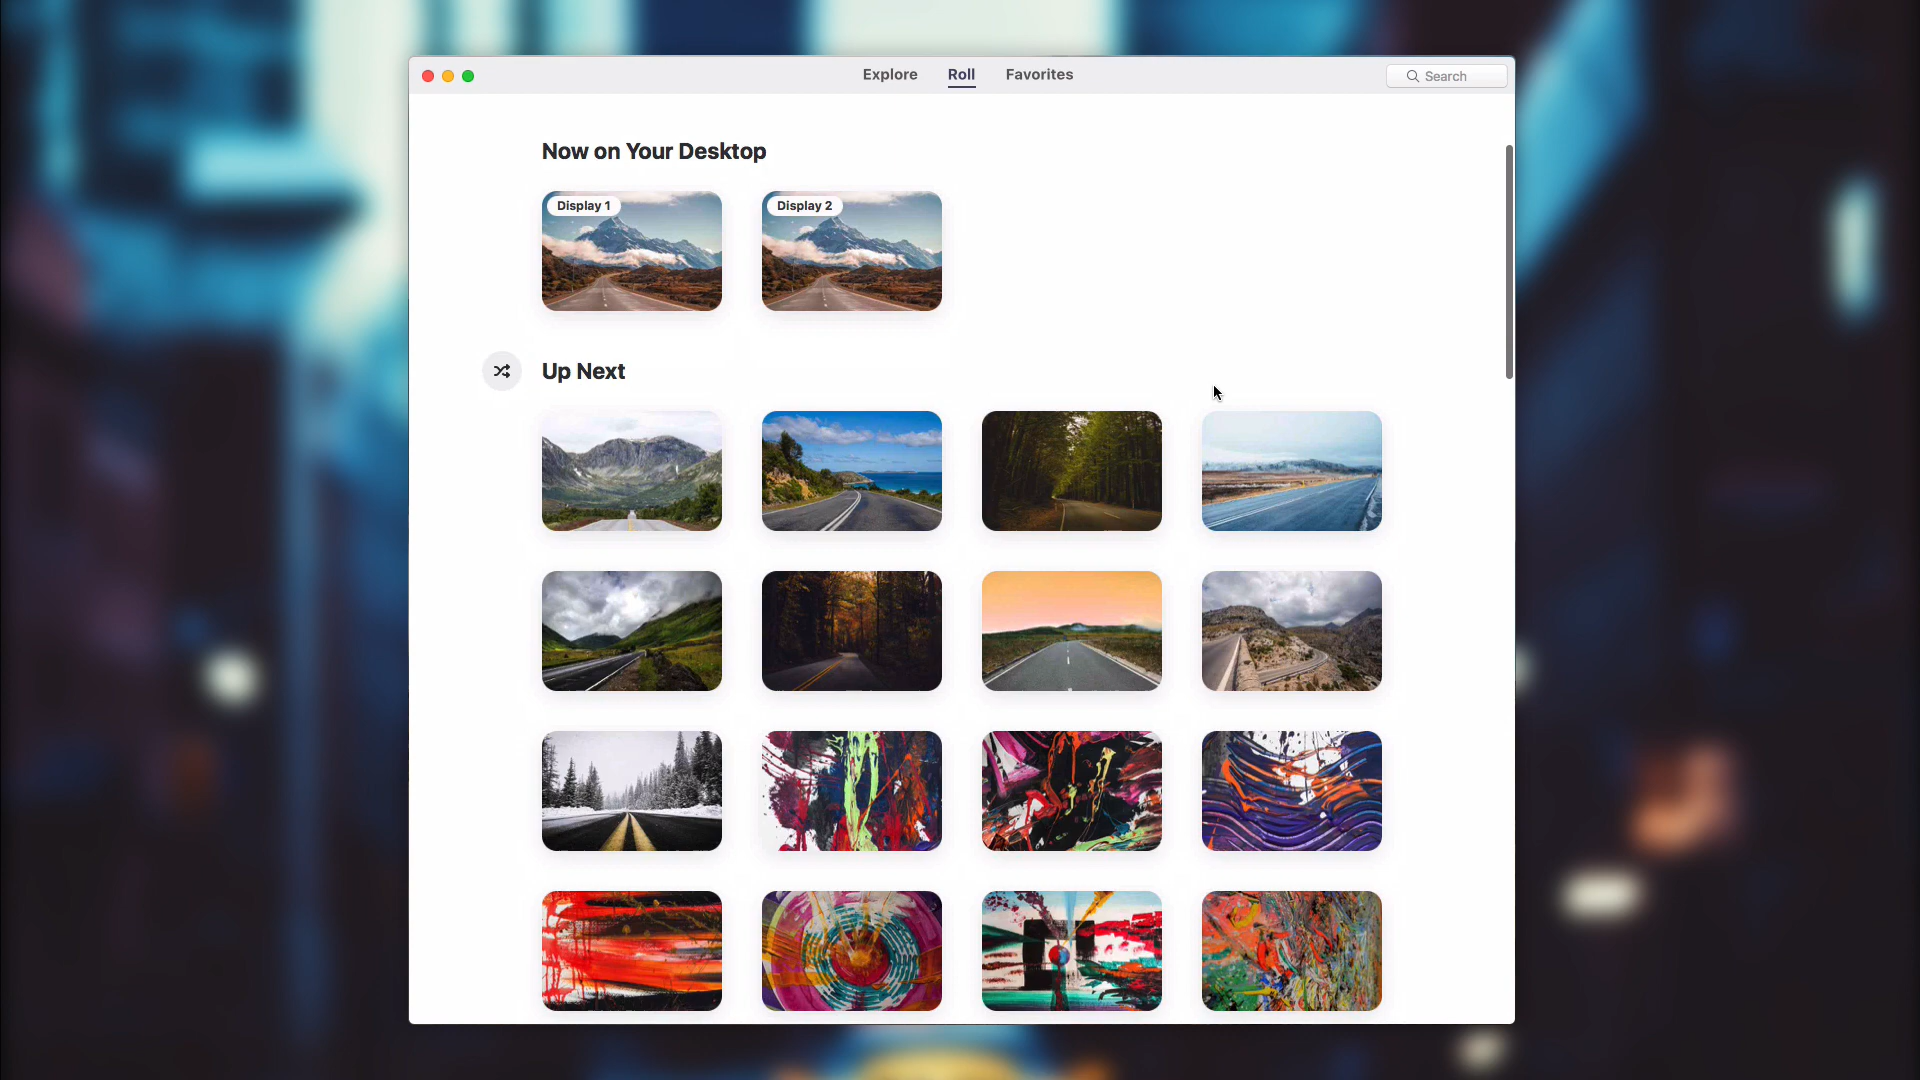 Explore Roll Favorites Search
Now on Your Desktop
Display 1 Display 2
Up Next